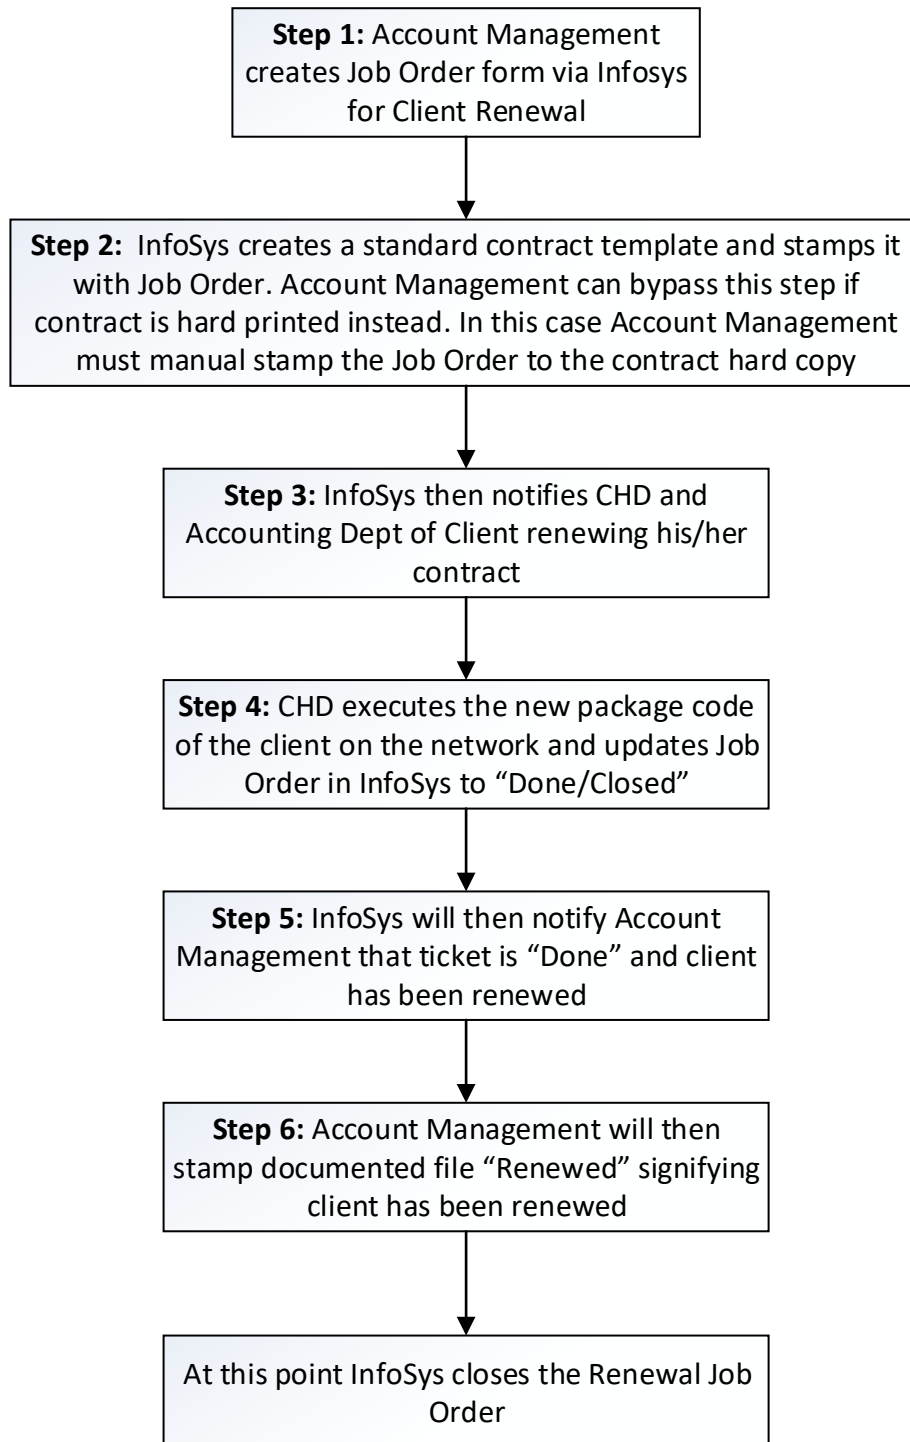 Step 1: Account Management
creates Job Order form via Infosys
for Client Renewal
Step 2:  InfoSys creates a standard contract template and stamps it
with Job Order. Account Management can bypass this step if
contract is hard printed instead. In this case Account Management
must manual stamp the Job Order to the contract hard copy
Step 3: InfoSys then notifies CHD and
Accounting Dept of Client renewing his/her
contract
Step 4: CHD executes the new package code
of the client on the network and updates Job
Order in InfoSys to “Done/Closed”
Step 5: InfoSys will then notify Account
Management that ticket is “Done” and client
has been renewed
Step 6: Account Management will then
stamp documented file “Renewed” signifying
client has been renewed
At this point InfoSys closes the Renewal Job
Order